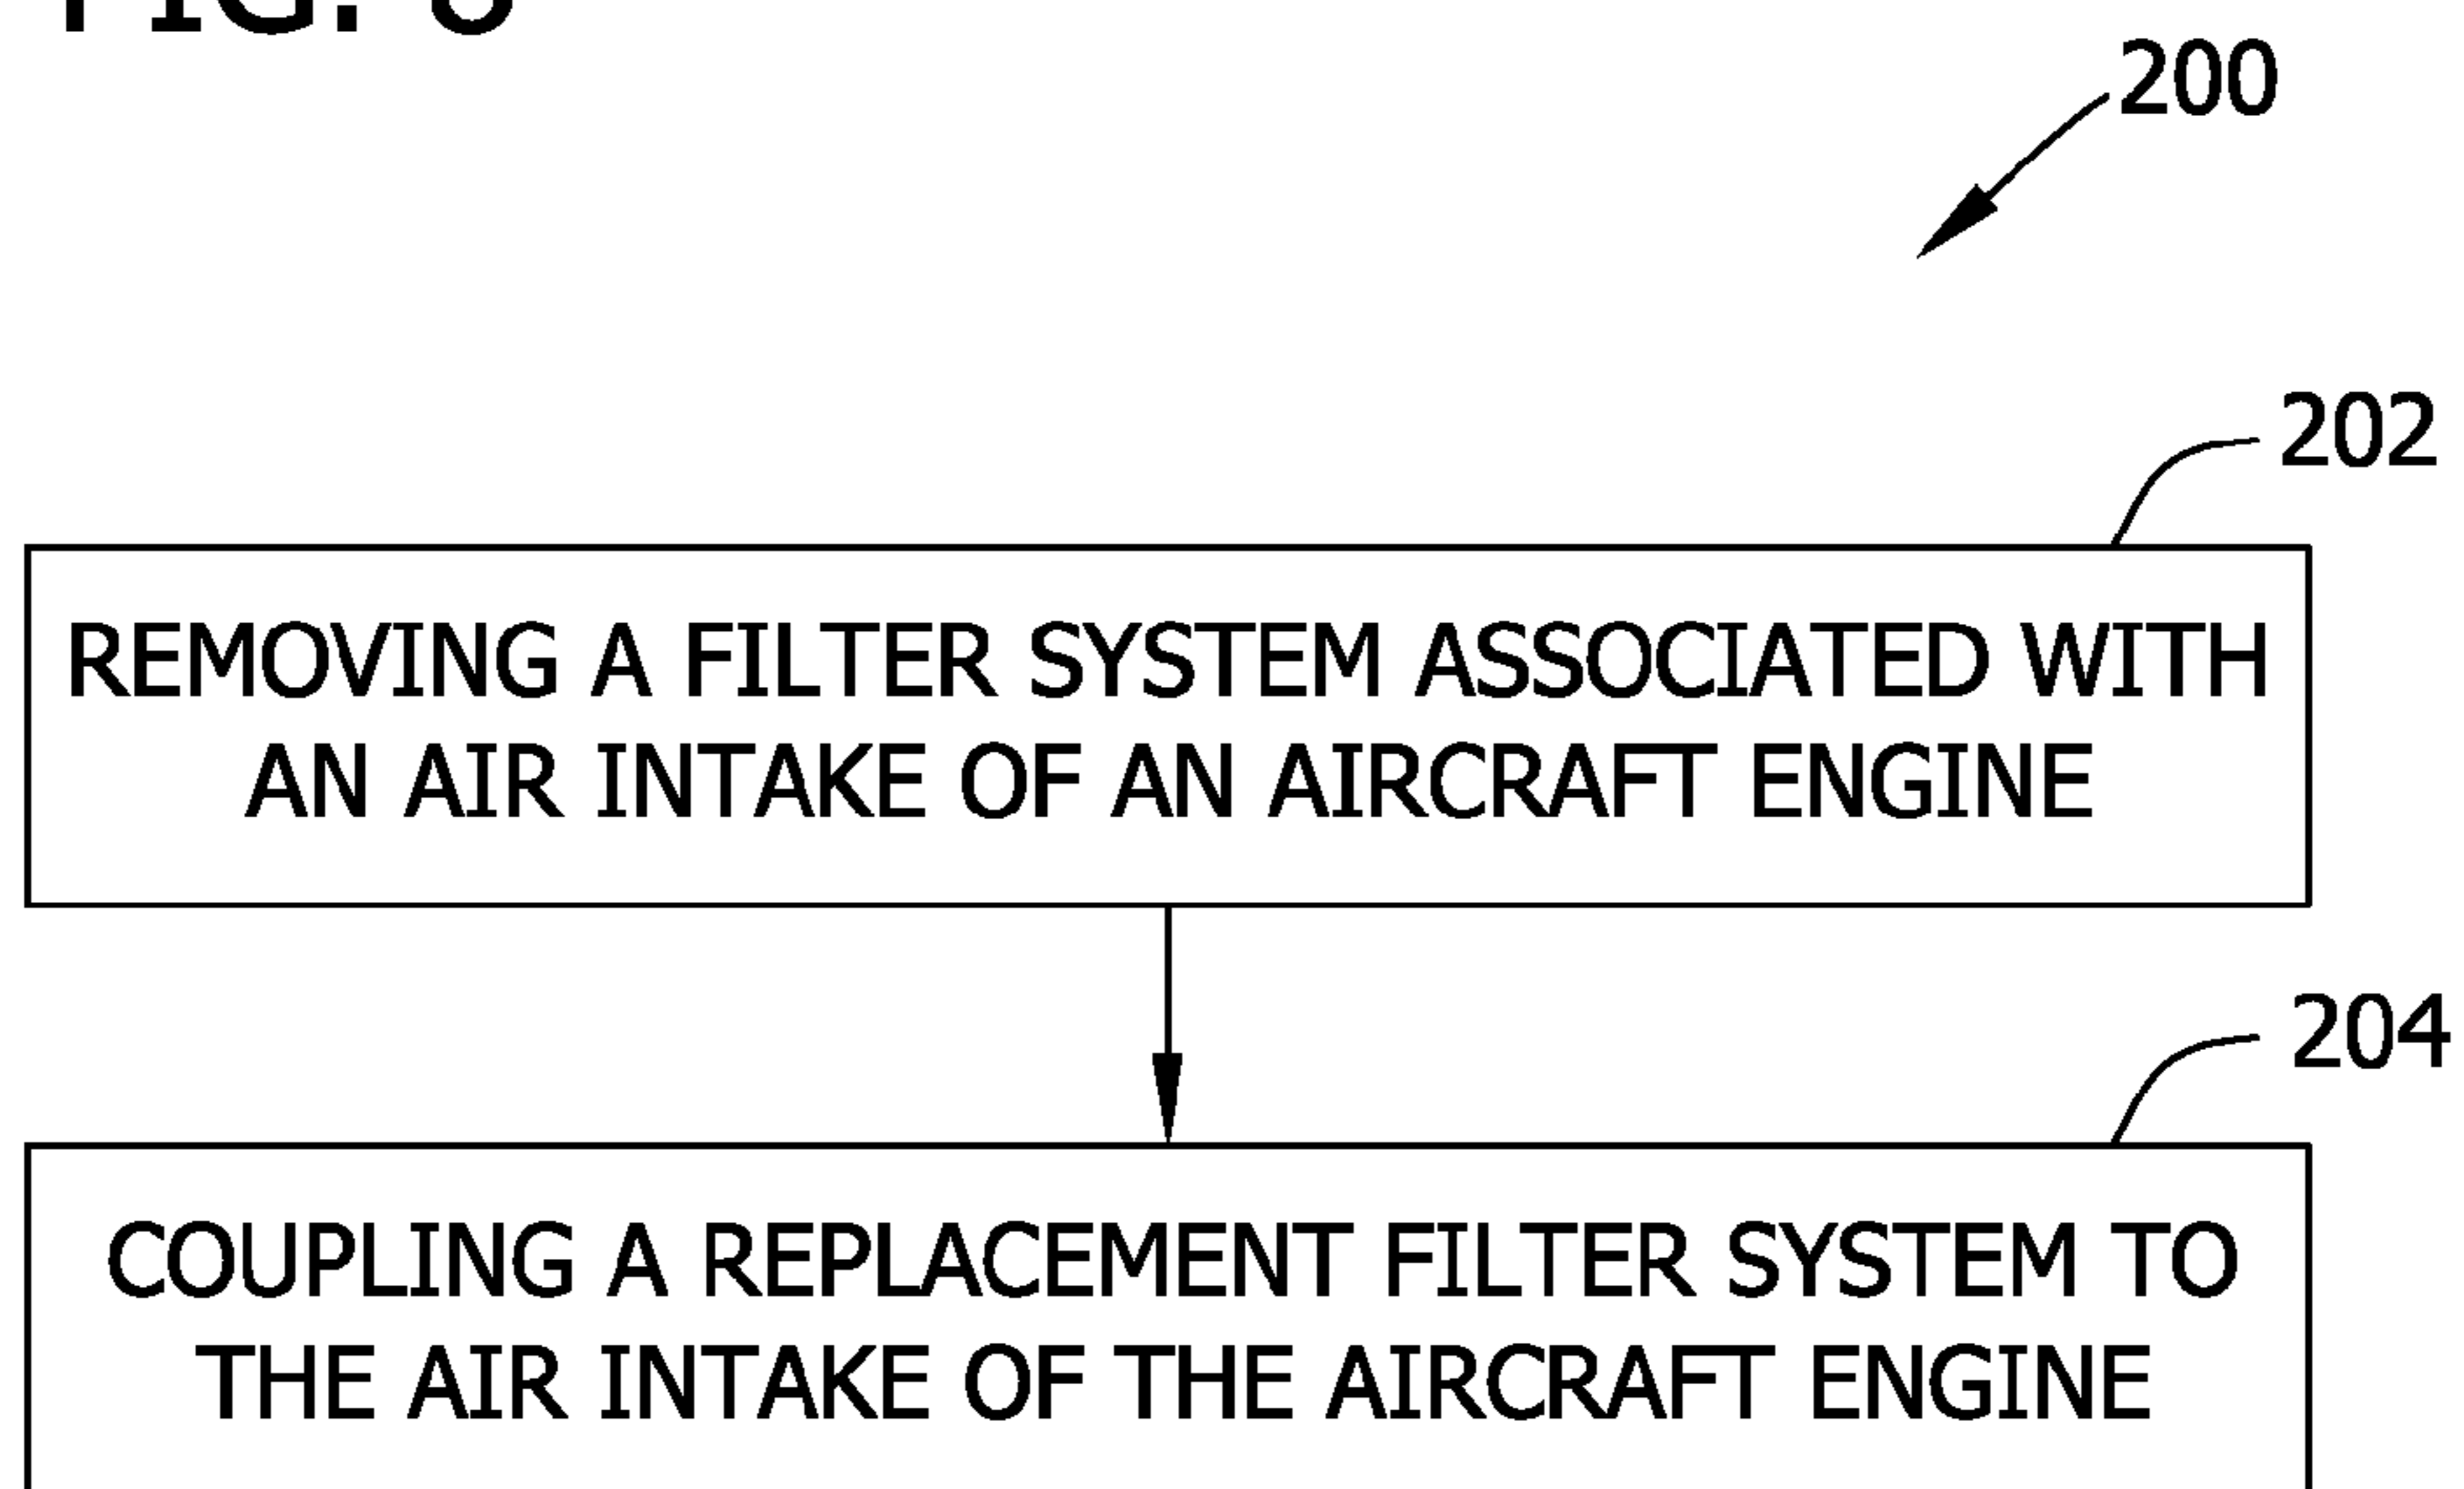 FIG.
200
202
REMOVING A FILTER SYSTEM ASSOCIATED WITH
AN AIR INTAKE OF AN AIRCRAFT ENGINE
204
COUPLING A REPLACEMENT FILTER SYSTEM TO
THE AIR INTAKE OF THE AIRCRAFT ENGINE